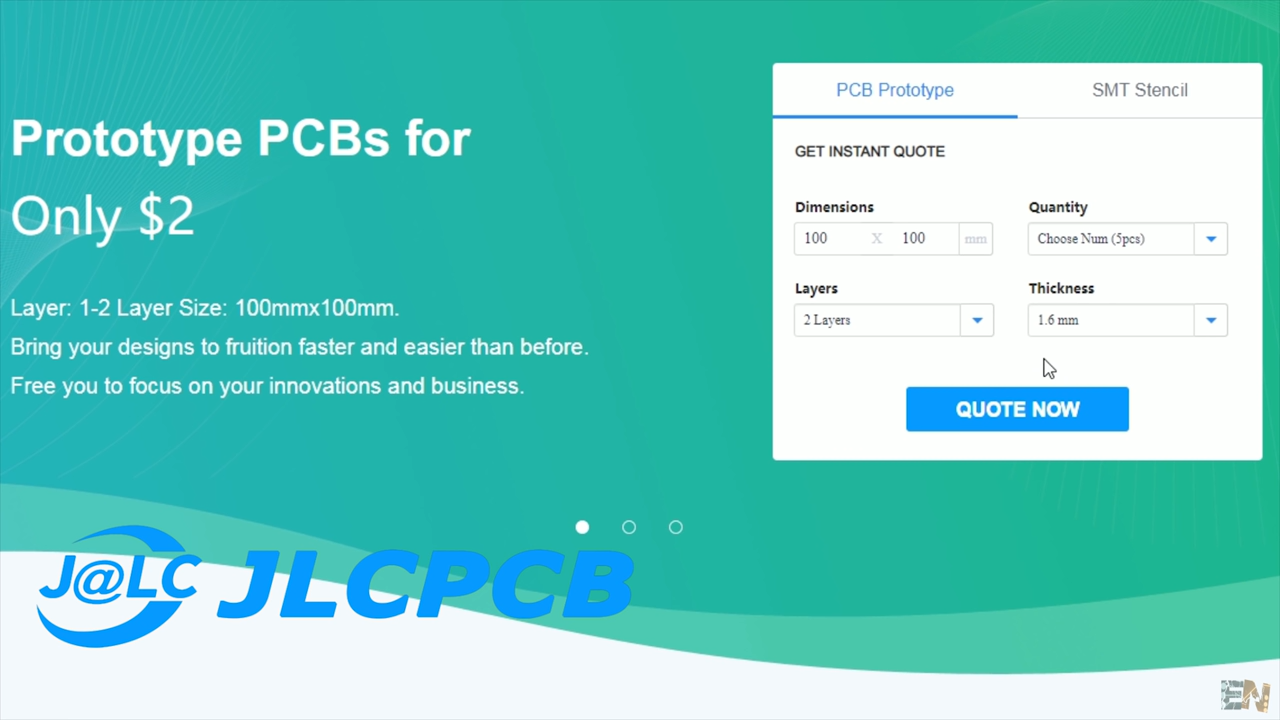 Prototype PCBs for
Only $2
Layer: 1-2 Layer Size: 100mmx100mm.
Bring your designs to fruition faster and easier than before.
Free you to focus on your innovations and business.
PCB Prototype
SMT Stencil
GET INSTANT QUOTE
Dimensions
Quantity
100 X 100 mm
Choose Num (5pcs)
Layers
Thickness
2 Layers
1.6 mm
QUOTE NOW
J@LC JLCPCB
EN